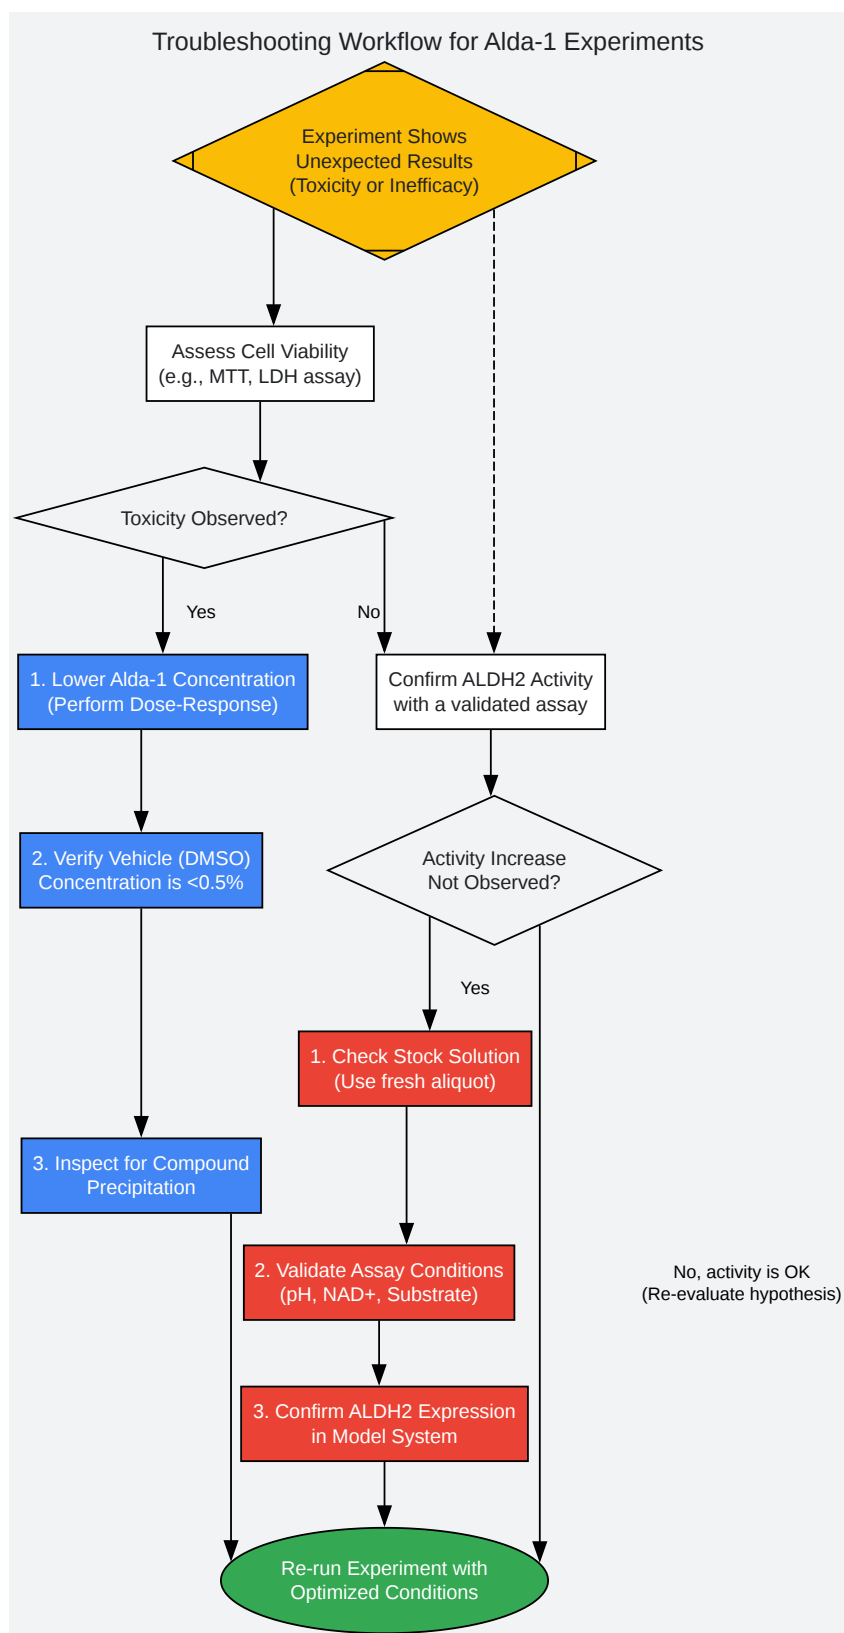 Troubleshooting Workflow for Alda-1 Experiments
Experiment Shows
Unexpected Results
(Toxicity or Inefficacy)
Assess Cell Viability
(e.g., MTT, LDH assay)
Toxicity Observed?
Yes
No
1. Lower Alda-1 Concentration
(Perform Dose-Response)
Confirm ALDH2 Activity
with a validated assay
2. Verify Vehicle (DMSO)
Concentration is <0.5%
Activity Increase
Not Observed?
Yes
1. Check Stock Solution
(Use fresh aliquot)
3. Inspect for Compound
Precipitation
2. Validate Assay Conditions
(pH, NAD+, Substrate)
No, activity is OK
(Re-evaluate hypothesis)
3. Confirm ALDH2 Expression
in Model System
Re-run Experiment with
Optimized Conditions